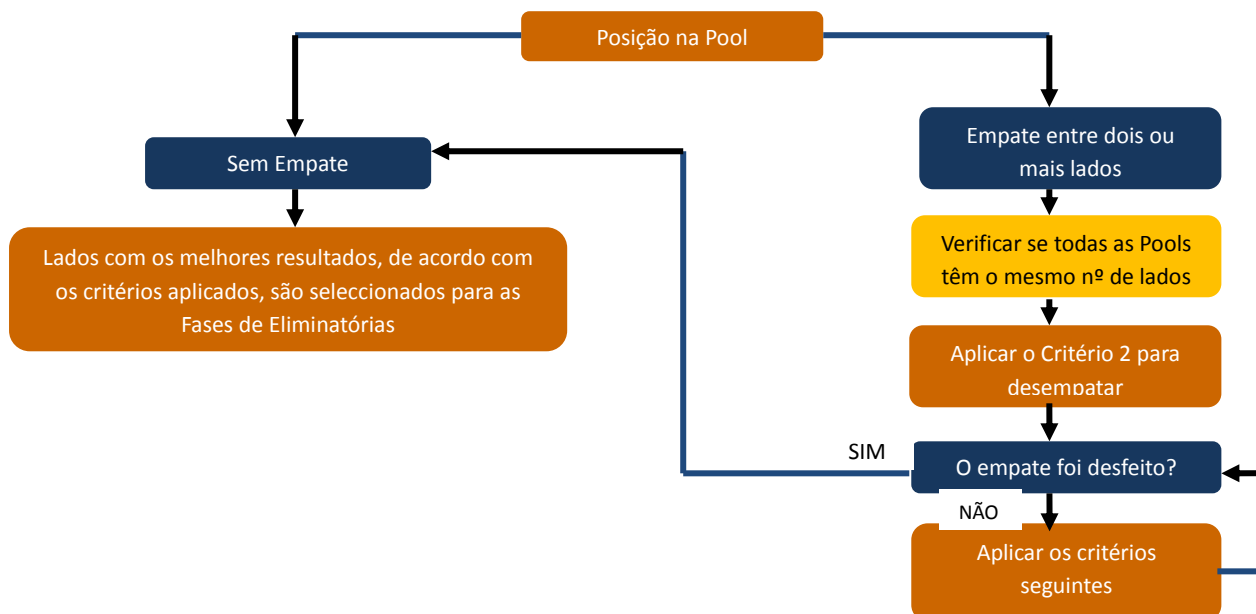 Posição na Pool
Sem Empate
Lados com os melhores resultados, de acordo com
os critérios aplicados, são seleccionados para as
Fases de Eliminatórias
Empate entre dois ou
mais lados
Verificar se todas as Pools
têm o mesmo nº de lados
Aplicar o Critério 2 para
desempatar
SIM
O empate foi desfeito?
NÃO
Aplicar os critérios
seguintes